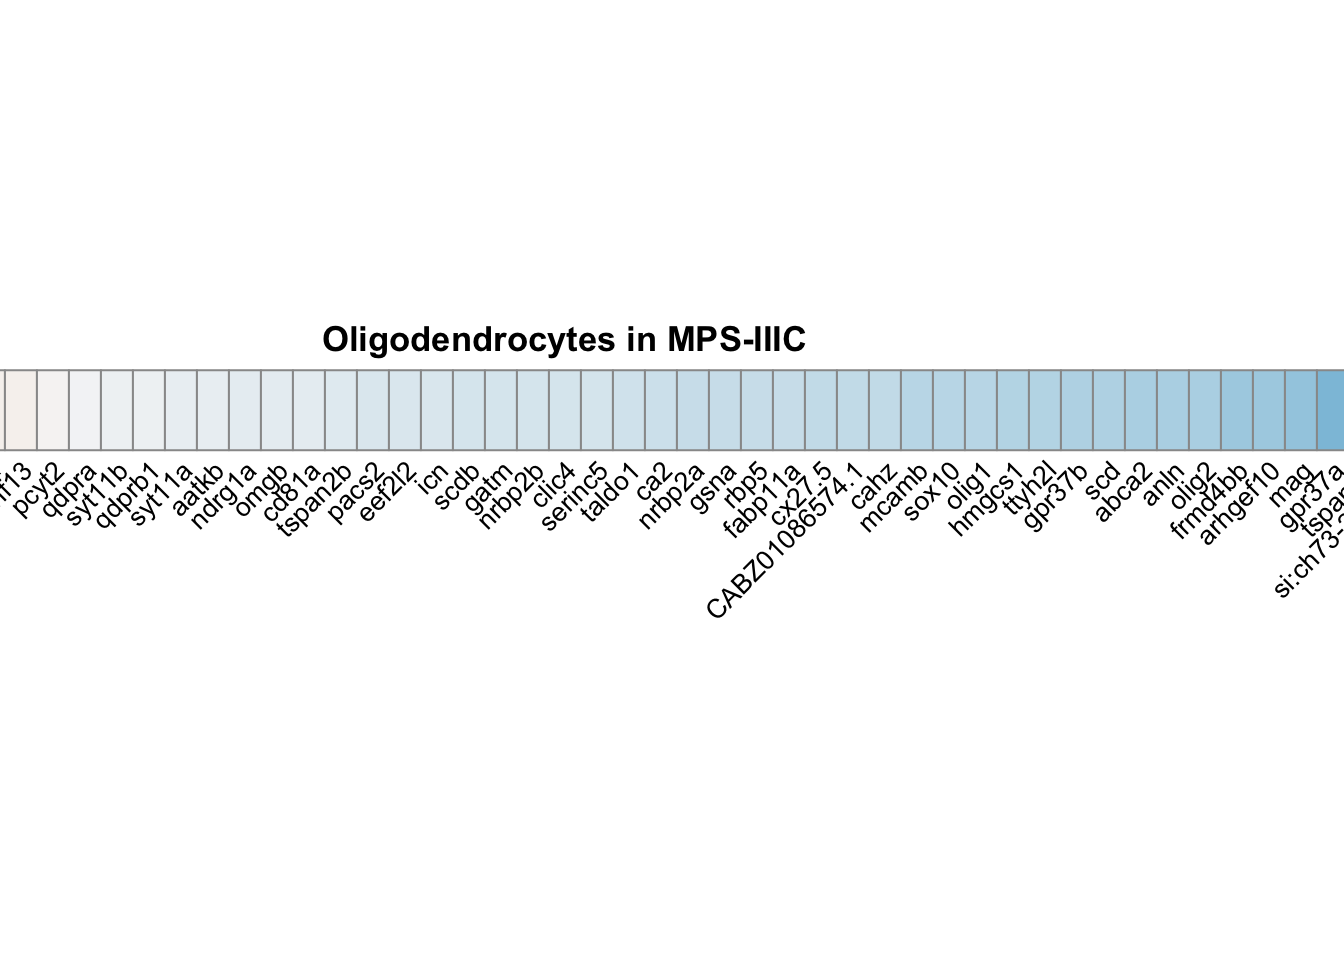 Oligodendrocytes in MPS-IIIC
pcyt2
qdpra
syt11b
qdprb1
syt11a
aatkb
ndrg1a
omgb
cd81a
tspan2b
pacs2
eef2l2
icn
scdb
gatm
nrbp2b
clic4
serinc5
taldo1
ca2
nrbp2a
gsna
rbp5
fabp11a
cx27.5
CABZ01086574.1
cahz
mcamb
sox10
olig1
hmgcs1
ttyh2l
gpr37b
scd
abca2
anln
olig2
frmd4bb
arhgef10
mag
gpr37a